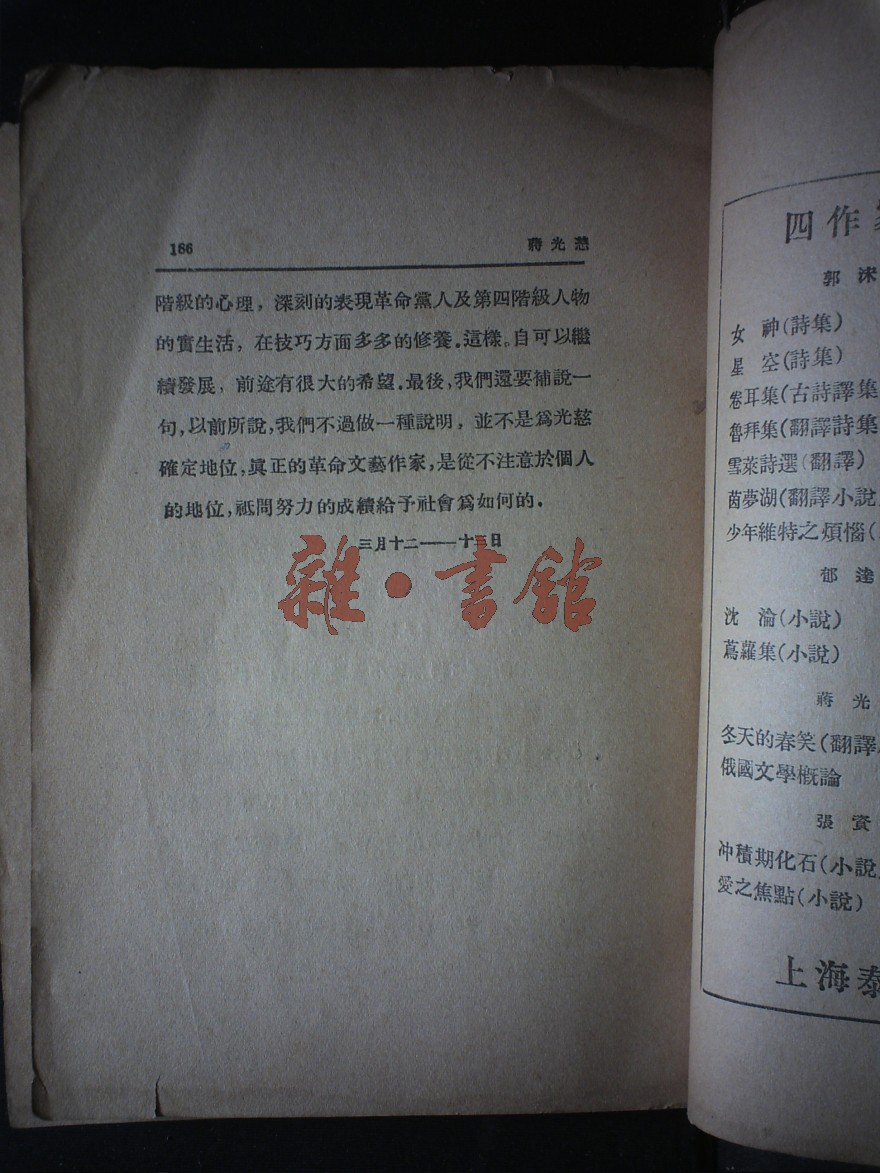 186
蔣光慈
階級的心理，深刻的表現革命黨人及第四階級人物
的實生活，在技巧方面多多的修養．這樣。自可以繼
續發展，前途有很大的希望．最後，我們還要補說一
句，以前所說，我們不過做一種說明，並不是爲光慈
確定地位，眞正的革命文藝作家，是從不注意於個人
的地位，祗問努力的成績給予社會爲如何的．
三月十二——十三日
雜·書館
四作家
郭沫
女神(詩集)
星空(詩集)
卷耳集(古詩譯集
魯拜集(翻譯詩集
雪萊詩選(翻譯)
茵夢湖(翻譯小說
少年維特之煩惱(
郁達
沈淪(小說)
蔦蘿集(小說)
蔣光
冬天的春笑(翻譯
俄國文學概論
張資
冲積期化石(小說
愛之焦點(小說)
上海泰